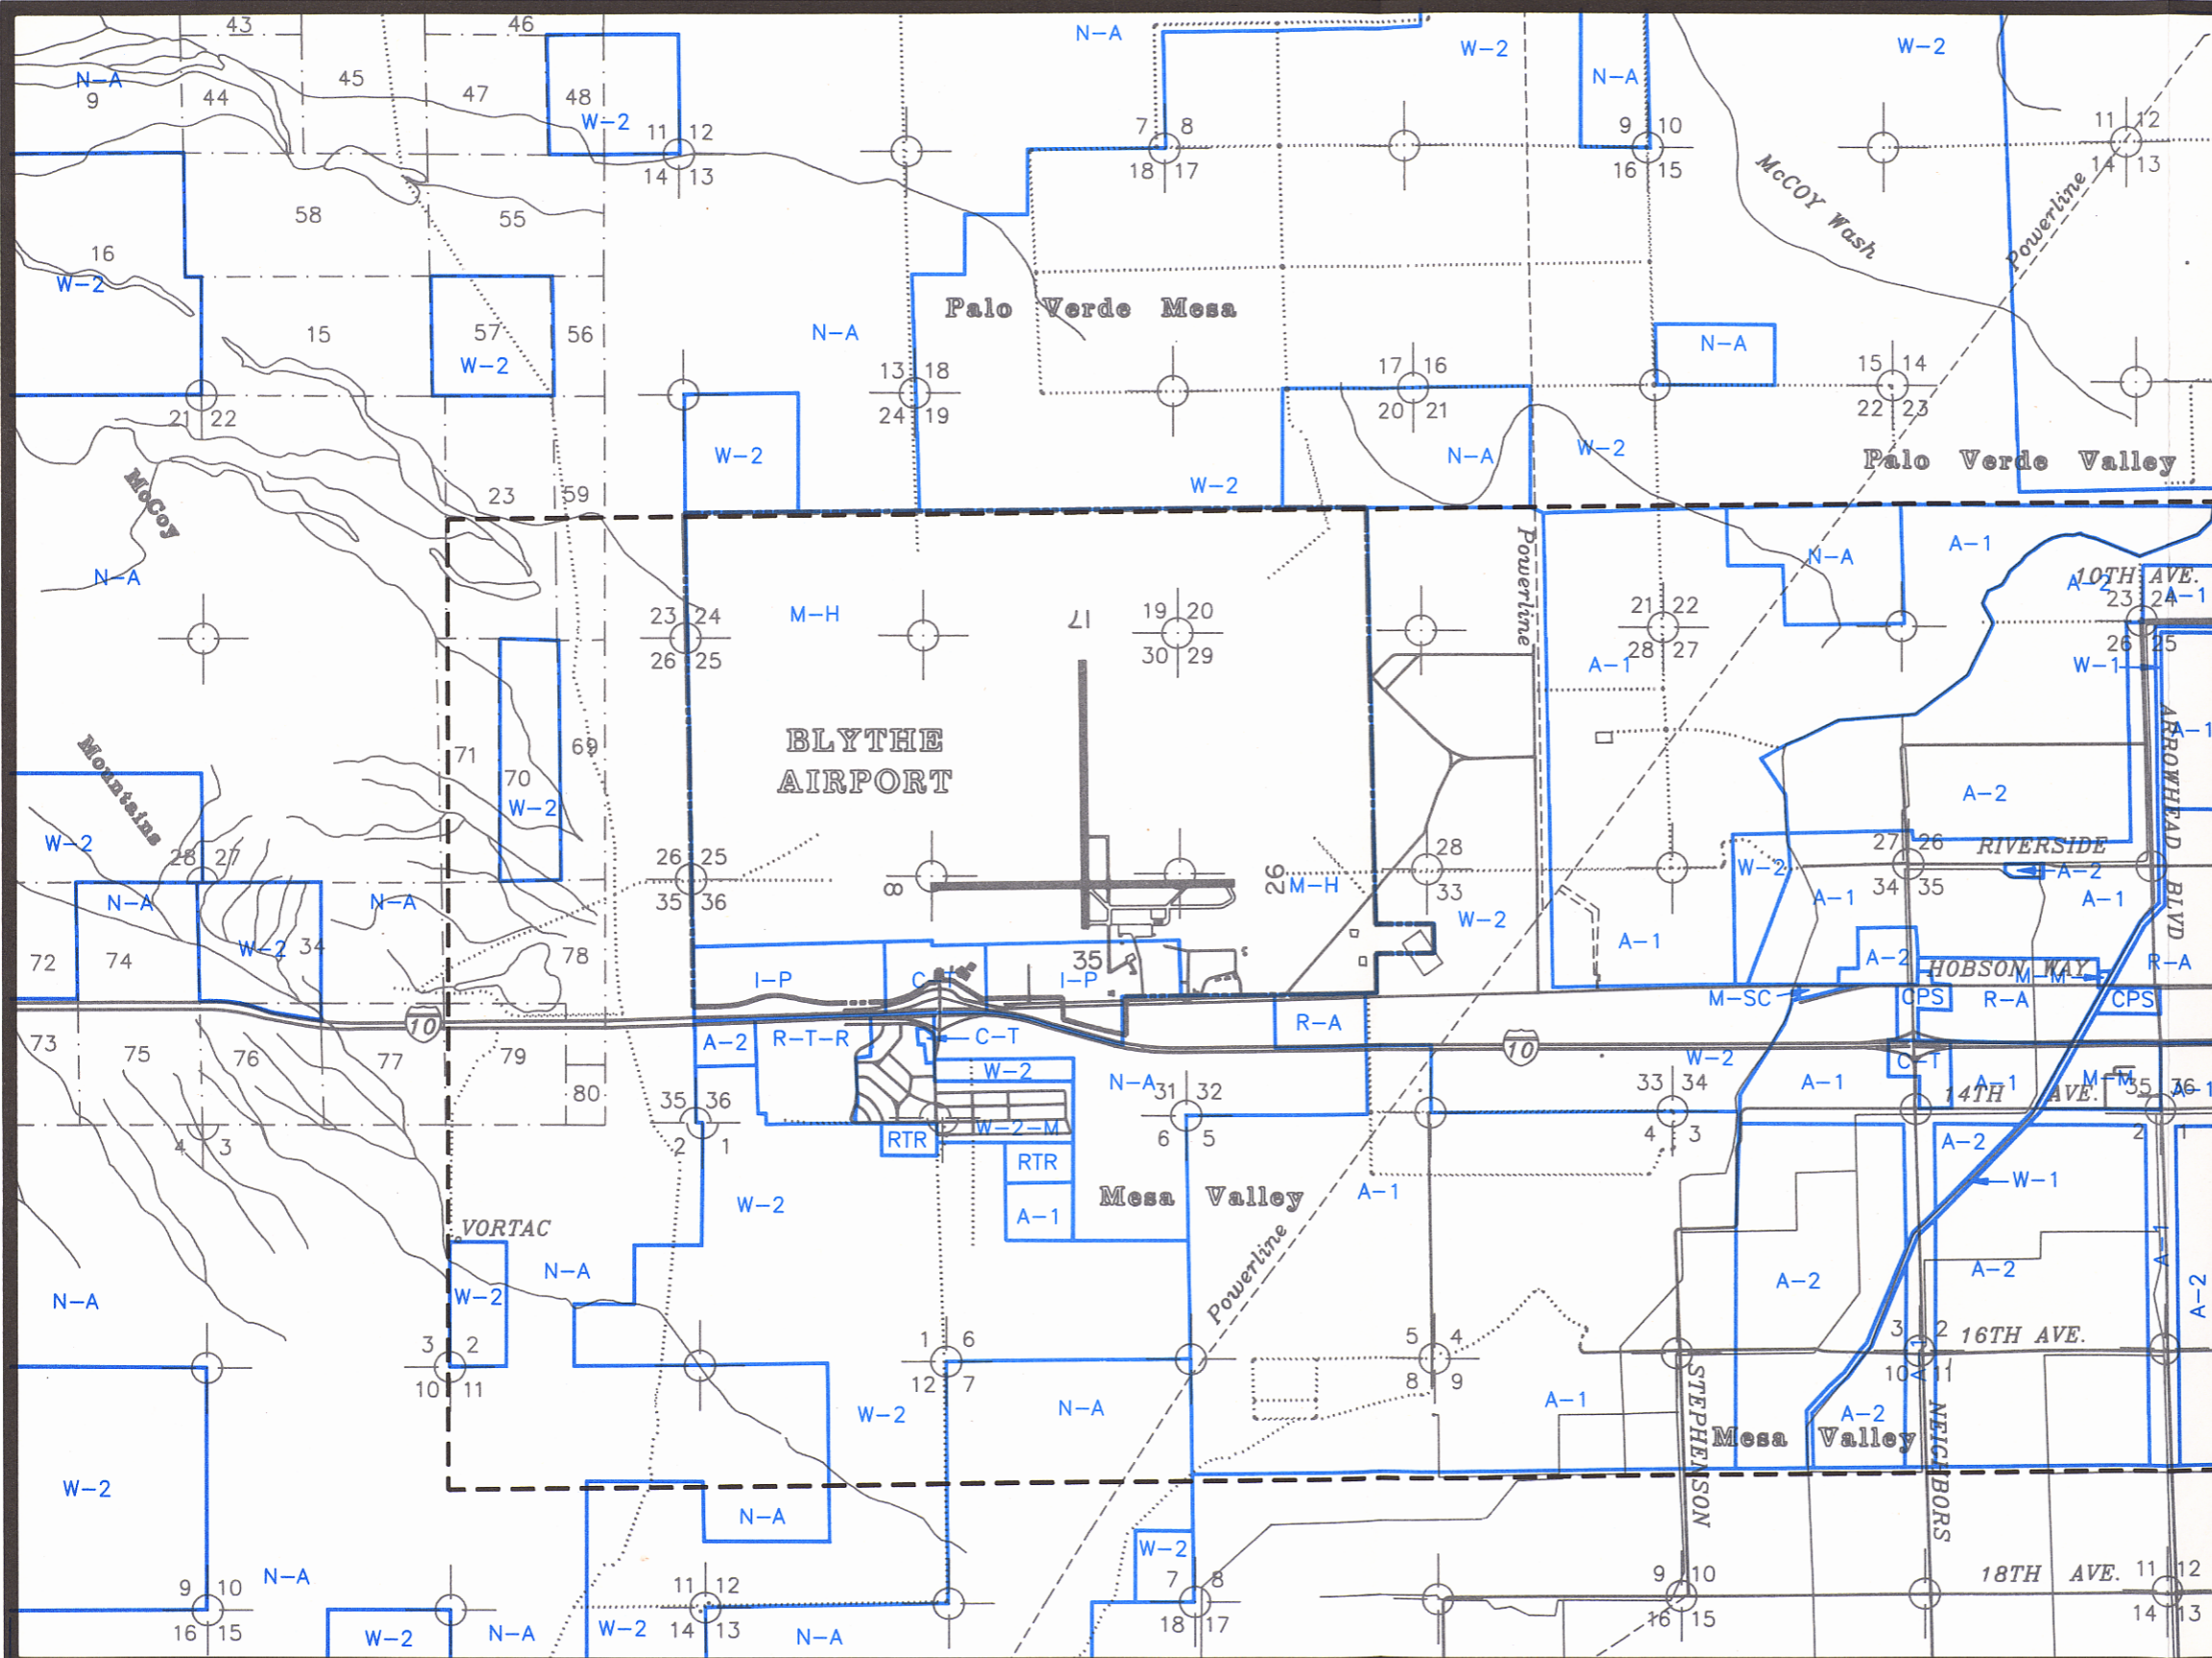 43
46
N-A
W-2
W-2
N-A
9
44
45
47
48
W-2
N-A
11 12
14 13
7 8
18 17
9 10
16 15
11 12
14 13
McCOY Wash
Powerline
58
55
16
W-2
15
57
W-2
56
N-A
Palo Verde Mesa
N-A
13 18
24 19
17 16
20 21
15 14
22 23
21 22
W-2
N-A
W-2
W-2
Palo Verde Valley
McCoy
23
59
N-A
M-H
17
19 20
30 29
23 24
26 25
Powerline
21 22
28 27
A-1
N-A
A-1
10TH AVE.
A-2
A-1
23 24
26 25
W-1
ARROWHEAD BLVD
A-1
BLYTHE
AIRPORT
Mountains
71
70
69
W-2
W-2
28 27
26 25
35 36
8
26
M-H
28
33
W-2
A-2
27 26
34 35
RIVERSIDE
A-2
W-2
A-1
A-1
N-A
W-2
34
N-A
72
74
78
I-P
C-T
I-P
35
W-2
A-1
A-2
HOBSON WAY
M-M
R-A
M-SC
CPS
R-A
CPS
10
73
75
76
77
79
80
A-2
R-T-R
C-T
R-A
10
W-2
N-A
W-2
C-T
A-1
A-1
M-M
A-1
14TH AVE.
35 36
2 1
31 32
6 5
33 34
4 3
35 36
2 1
4 3
RTR
W-2-M
RTR
A-1
W-2
Mesa Valley
A-1
A-2
W-1
VORTAC
N-A
W-2
N-A
Powerline
A-2
A-2
A-1
A-2
3 2
10 11
1 6
12 7
5 4
8 9
3 2
10 11
A-1
16TH AVE.
W-2
N-A
A-1
A-2
STEPHENSON
Mesa Valley
NEIGHBORS
W-2
N-A
W-2
N-A
9 10
16 15
11 12
14 13
7 8
18 17
9 10
16 15
18TH AVE.
11 12
14 13
W-2
N-A
W-2
N-A